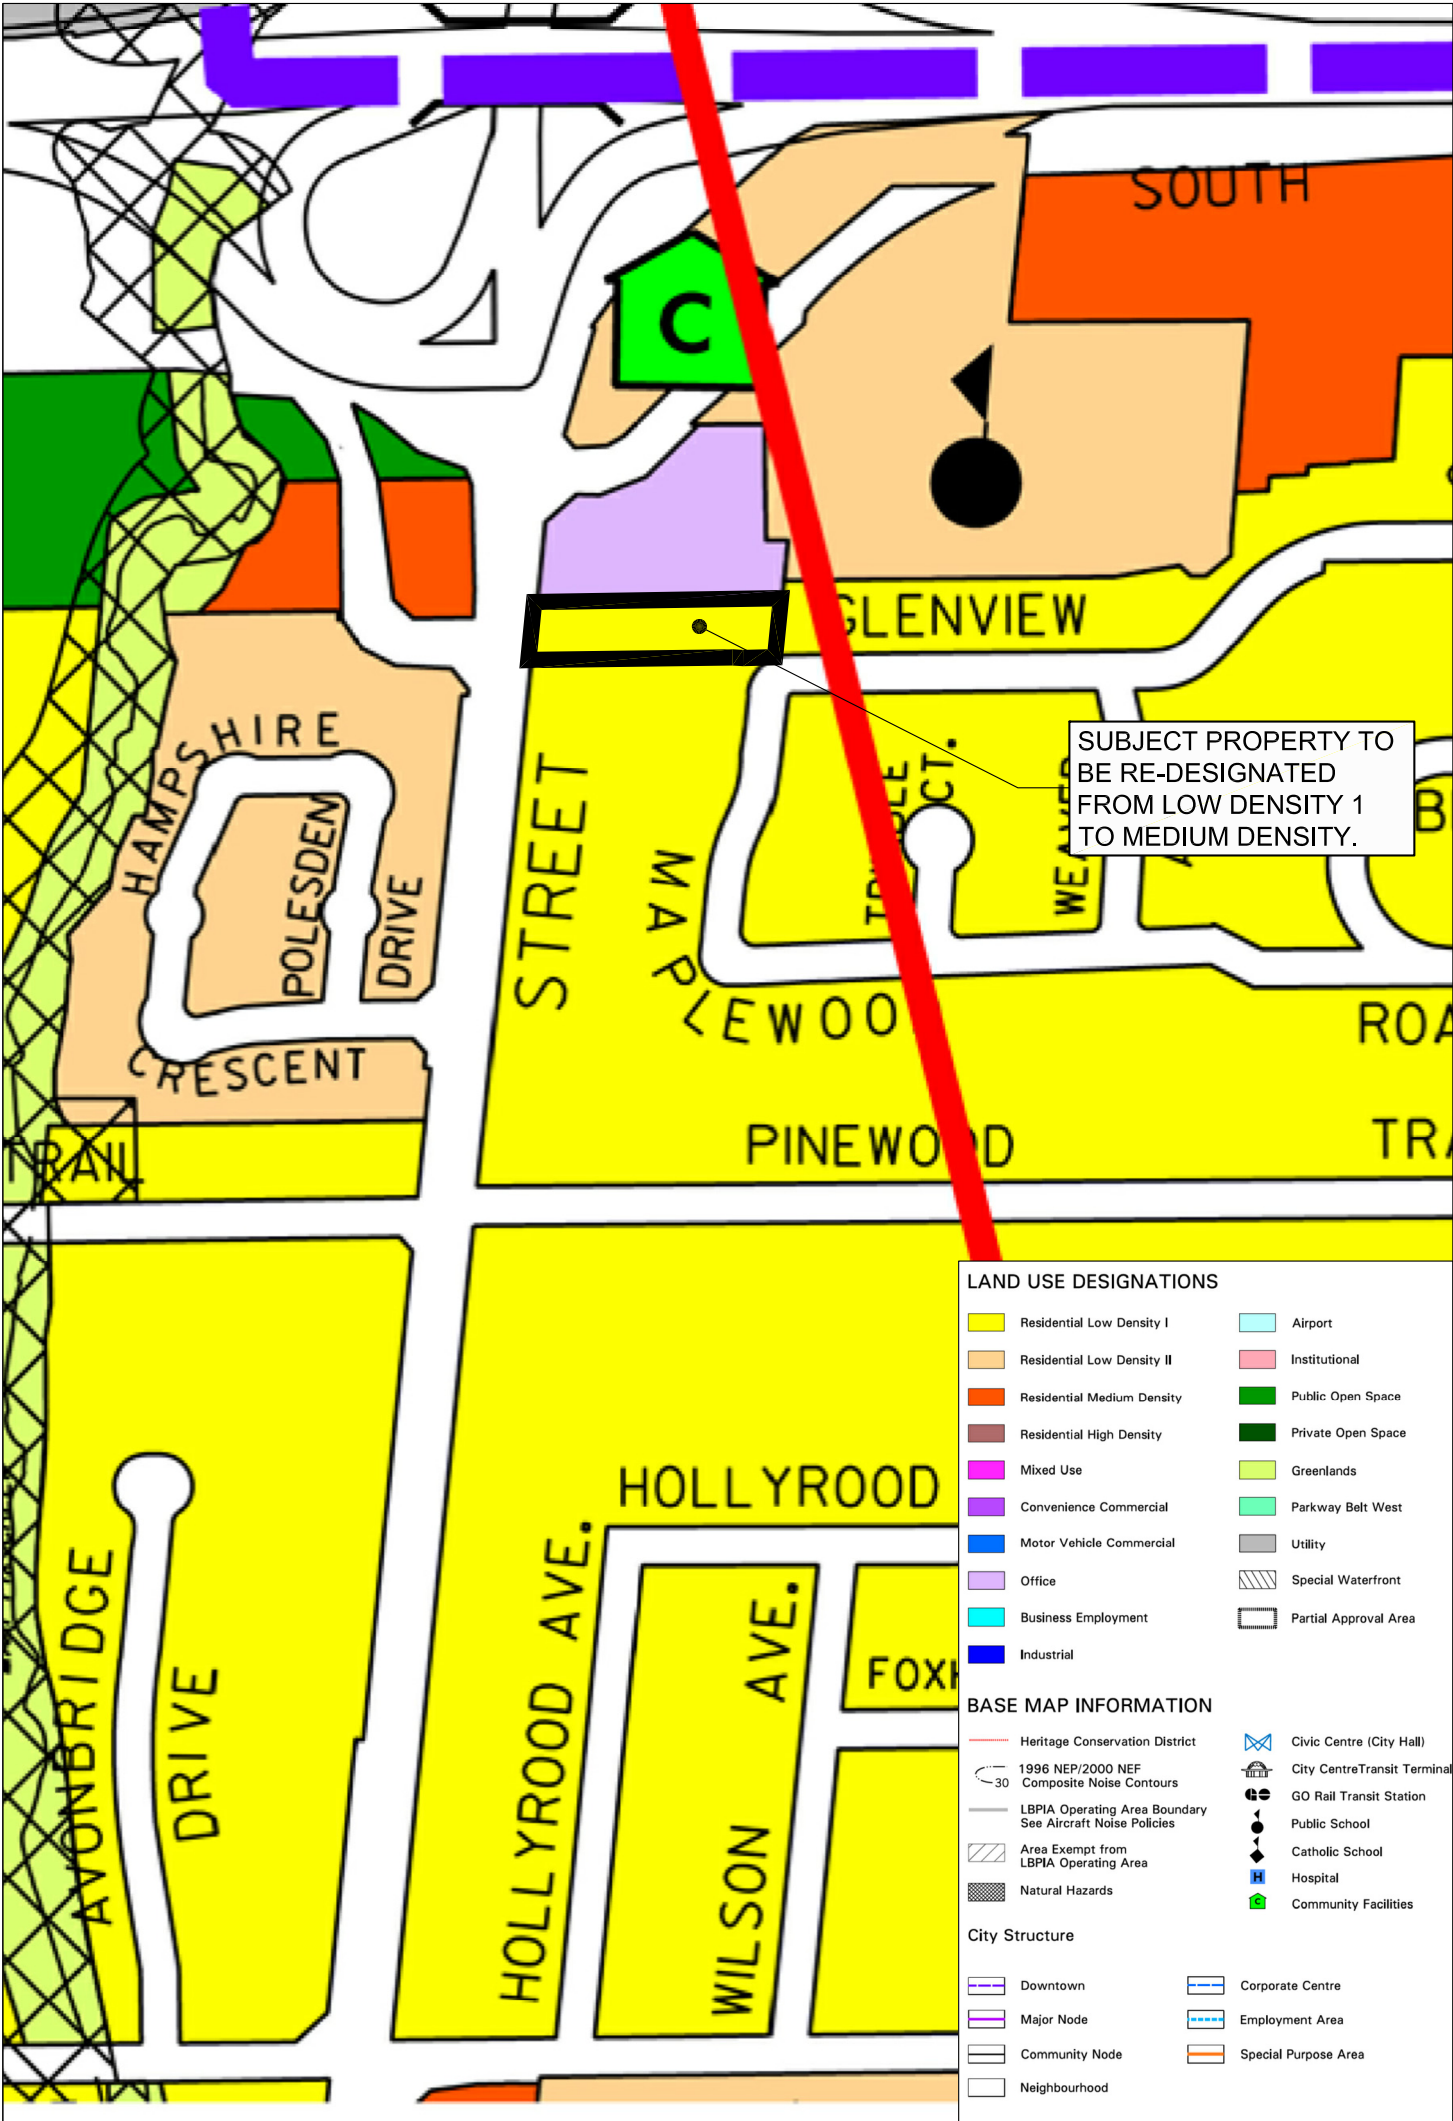 SOUTH
C
GLENVIEW
HAMPSHIRE
POLESDEN
DRIVE
CRESCENT
STREET
MAPLEWOO
CT.
SUBJECT PROPERTY TO
BE RE-DESIGNATED
FROM LOW DENSITY 1
TO MEDIUM DENSITY.
ROA
TRAIL
PINEWOOD
TRA
HOLLYROOD
HOLLYROOD AVE.
WILSON AVE.
AVONBRIDGE
DRIVE
LAND USE DESIGNATIONS
Residential Low Density I
Residential Low Density II
Residential Medium Density
Residential High Density
Mixed Use
Convenience Commercial
Motor Vehicle Commercial
Office
Business Employment
Industrial
Airport
Institutional
Public Open Space
Private Open Space
Greenlands
Parkway Belt West
Utility
Special Waterfront
Partial Approval Area
BASE MAP INFORMATION
Heritage Conservation District
30
1996 NEP/2000 NEF
Composite Noise Contours
LBPIA Operating Area Boundary
See Aircraft Noise Policies
Area Exempt from
LBPIA Operating Area
Natural Hazards
Civic Centre (City Hall)
City CentreTransit Terminal
GO Rail Transit Station
Public School
Catholic School
H
Hospital
C
Community Facilities
City Structure
Downtown
Major Node
Community Node
Neighbourhood
Corporate Centre
Employment Area
Special Purpose Area